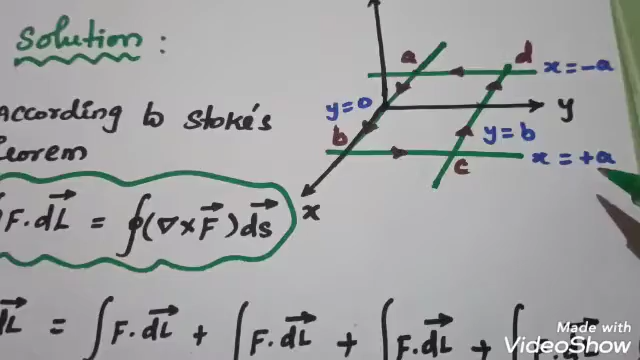 Solution :
According to Stoke's
eorem
F.dL = ∮(∇×F)ds
dL = ∫F.dL + ∫F.dL + ∫F.dL + ∫
a
d
x=-a
y=0
y
b
y=b
c
x=+a
x
Made with
VideoShow